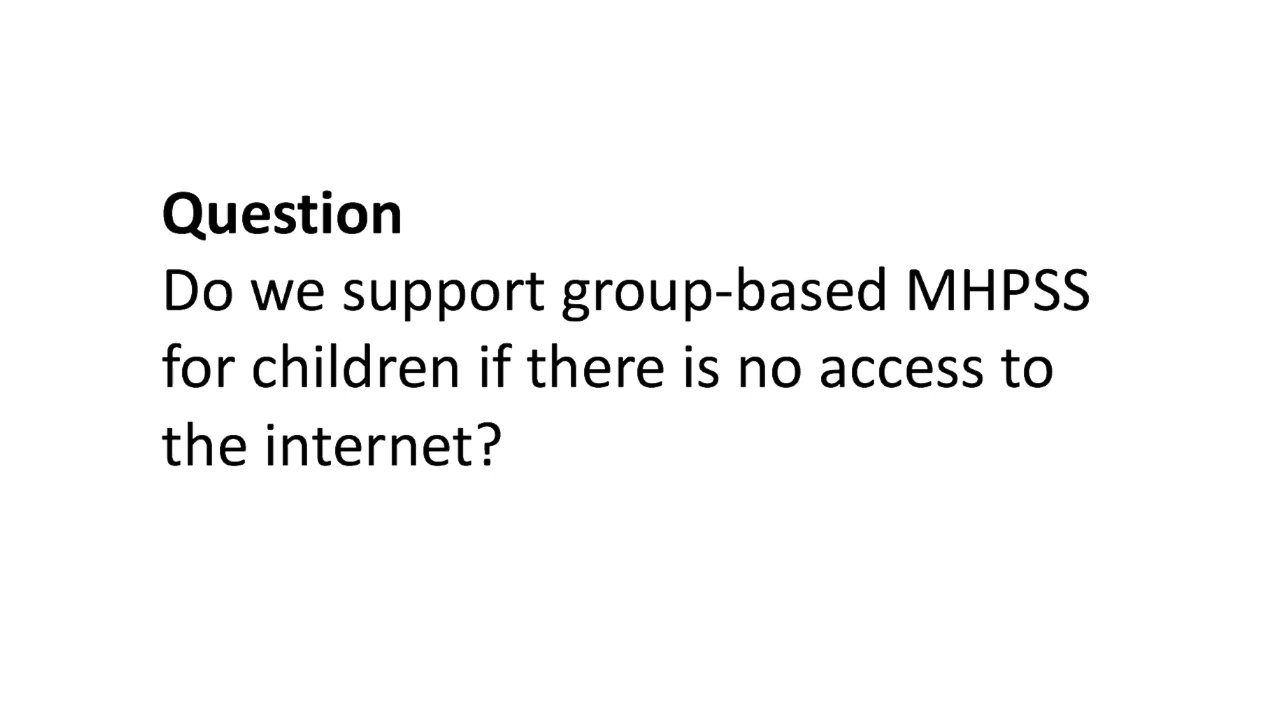 Question
Do we support group-based MHPSS
for children if there is no access to
the internet?